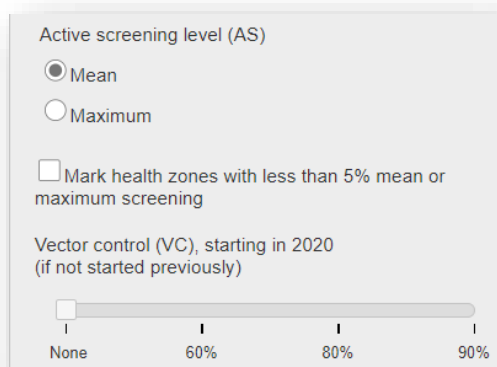 Active screening level (AS)
Mean
Maximum
Mark health zones with less than 5% mean or
maximum screening
Vector control (VC), starting in 2020
(if not started previously)
None 60% 80% 90%